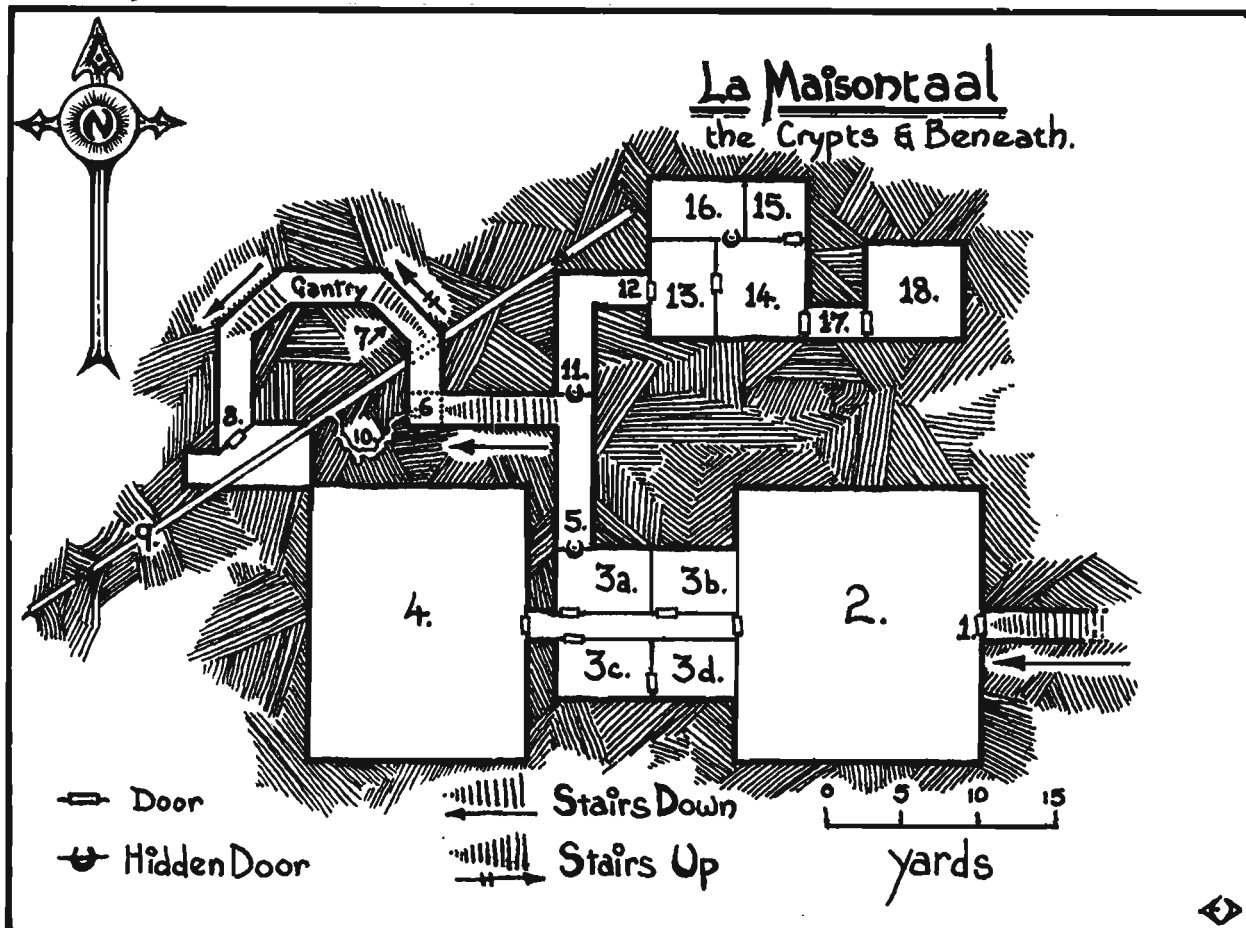 N
La Maisontaal
the Crypts & Beneath.
16. 15.
Gantry
12 13. 14. 17. 18.
7
11.
6
8.
10.
9.
5.
3a. 3b.
4. 2. 1.
3c. 3d.
Door
Stairs Down
0 5 10 15
Hidden Door
Stairs Up
yards